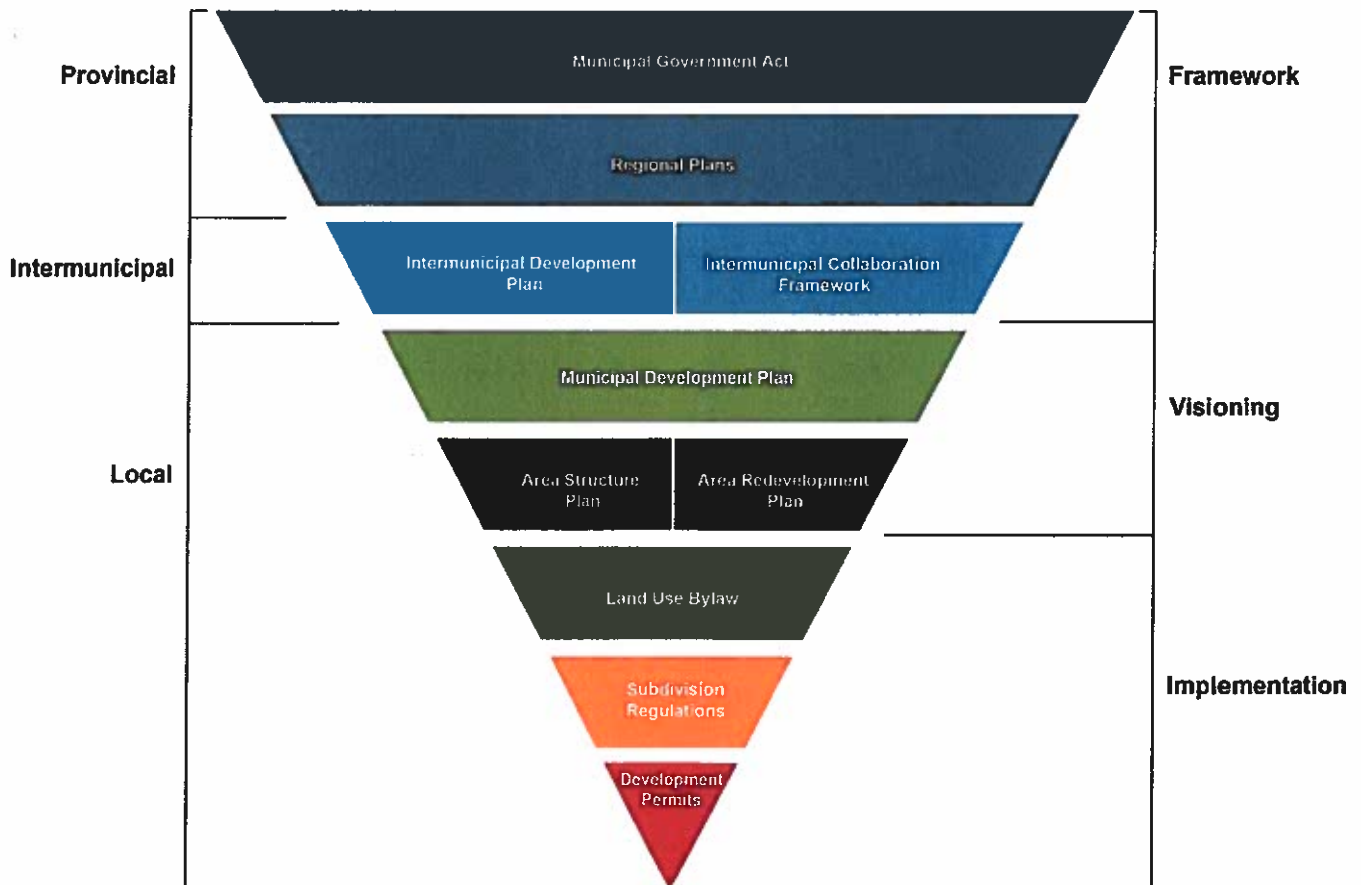 Municipal Government Act
Provincial
Framework
Regional Plans
Intermunicipal
Intermunicipal Development
Plan
Intermunicipal Collaboration
Framework
Municipal Development Plan
Visioning
Local
Area Structure
Plan
Area Redevelopment
Plan
Land Use Bylaw
Subdivision
Regulations
Implementation
Development
Permits